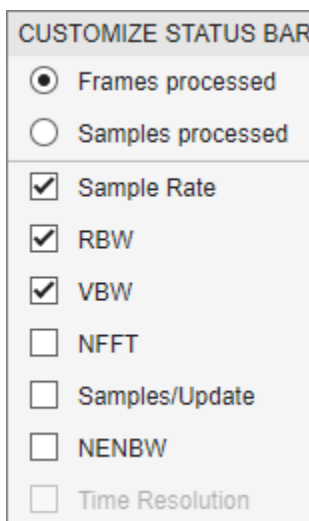 CUSTOMIZE STATUS BAR
Frames processed
Samples processed
Sample Rate
RBW
VBW
NFFT
Samples/Update
NENBW
Time Resolution